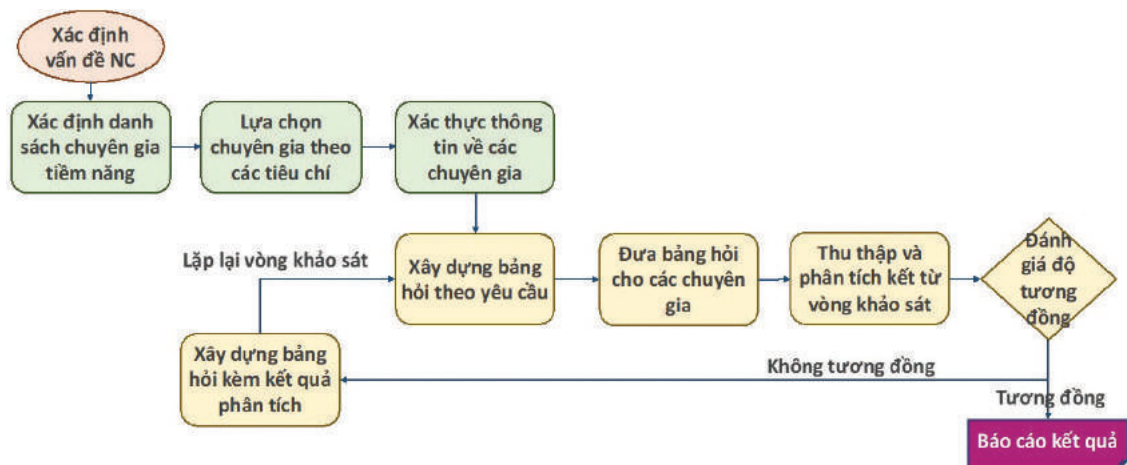 Xác định
vấn đề NC
Xác định danh
sách chuyên gia
tiềm năng
Lựa chọn
chuyên gia theo
các tiêu chí
Xác thực thông
tin về các
chuyên gia
Lặp lại vòng khảo sát
Xây dựng bảng
hỏi theo yêu cầu
Đưa bảng hỏi
cho các chuyên
gia
Thu thập và
phân tích kết từ
vòng khảo sát
Đánh
giá độ
tương
đồng
Xây dựng bảng
hỏi kèm kết quả
phân tích
Không tương đồng
Tương đồng
Báo cáo kết quả